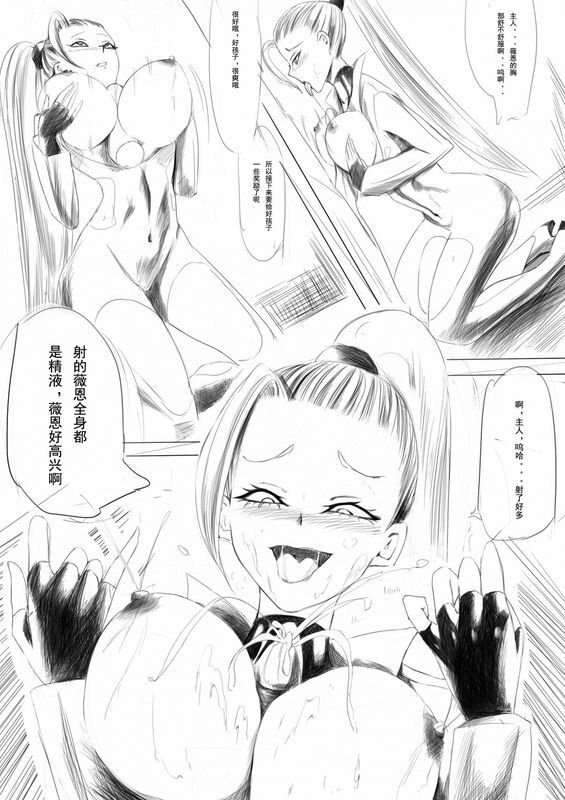 主人、、、薇恩的胸
部舒不舒服啊、、呜啊、、
很好哦，好孩子，
很爽哦
所以接下来要给好孩子
一些奖励了呢
啊，主人，呜哈、、、射了好多
射的薇恩全身都
是精液，薇恩好高兴啊